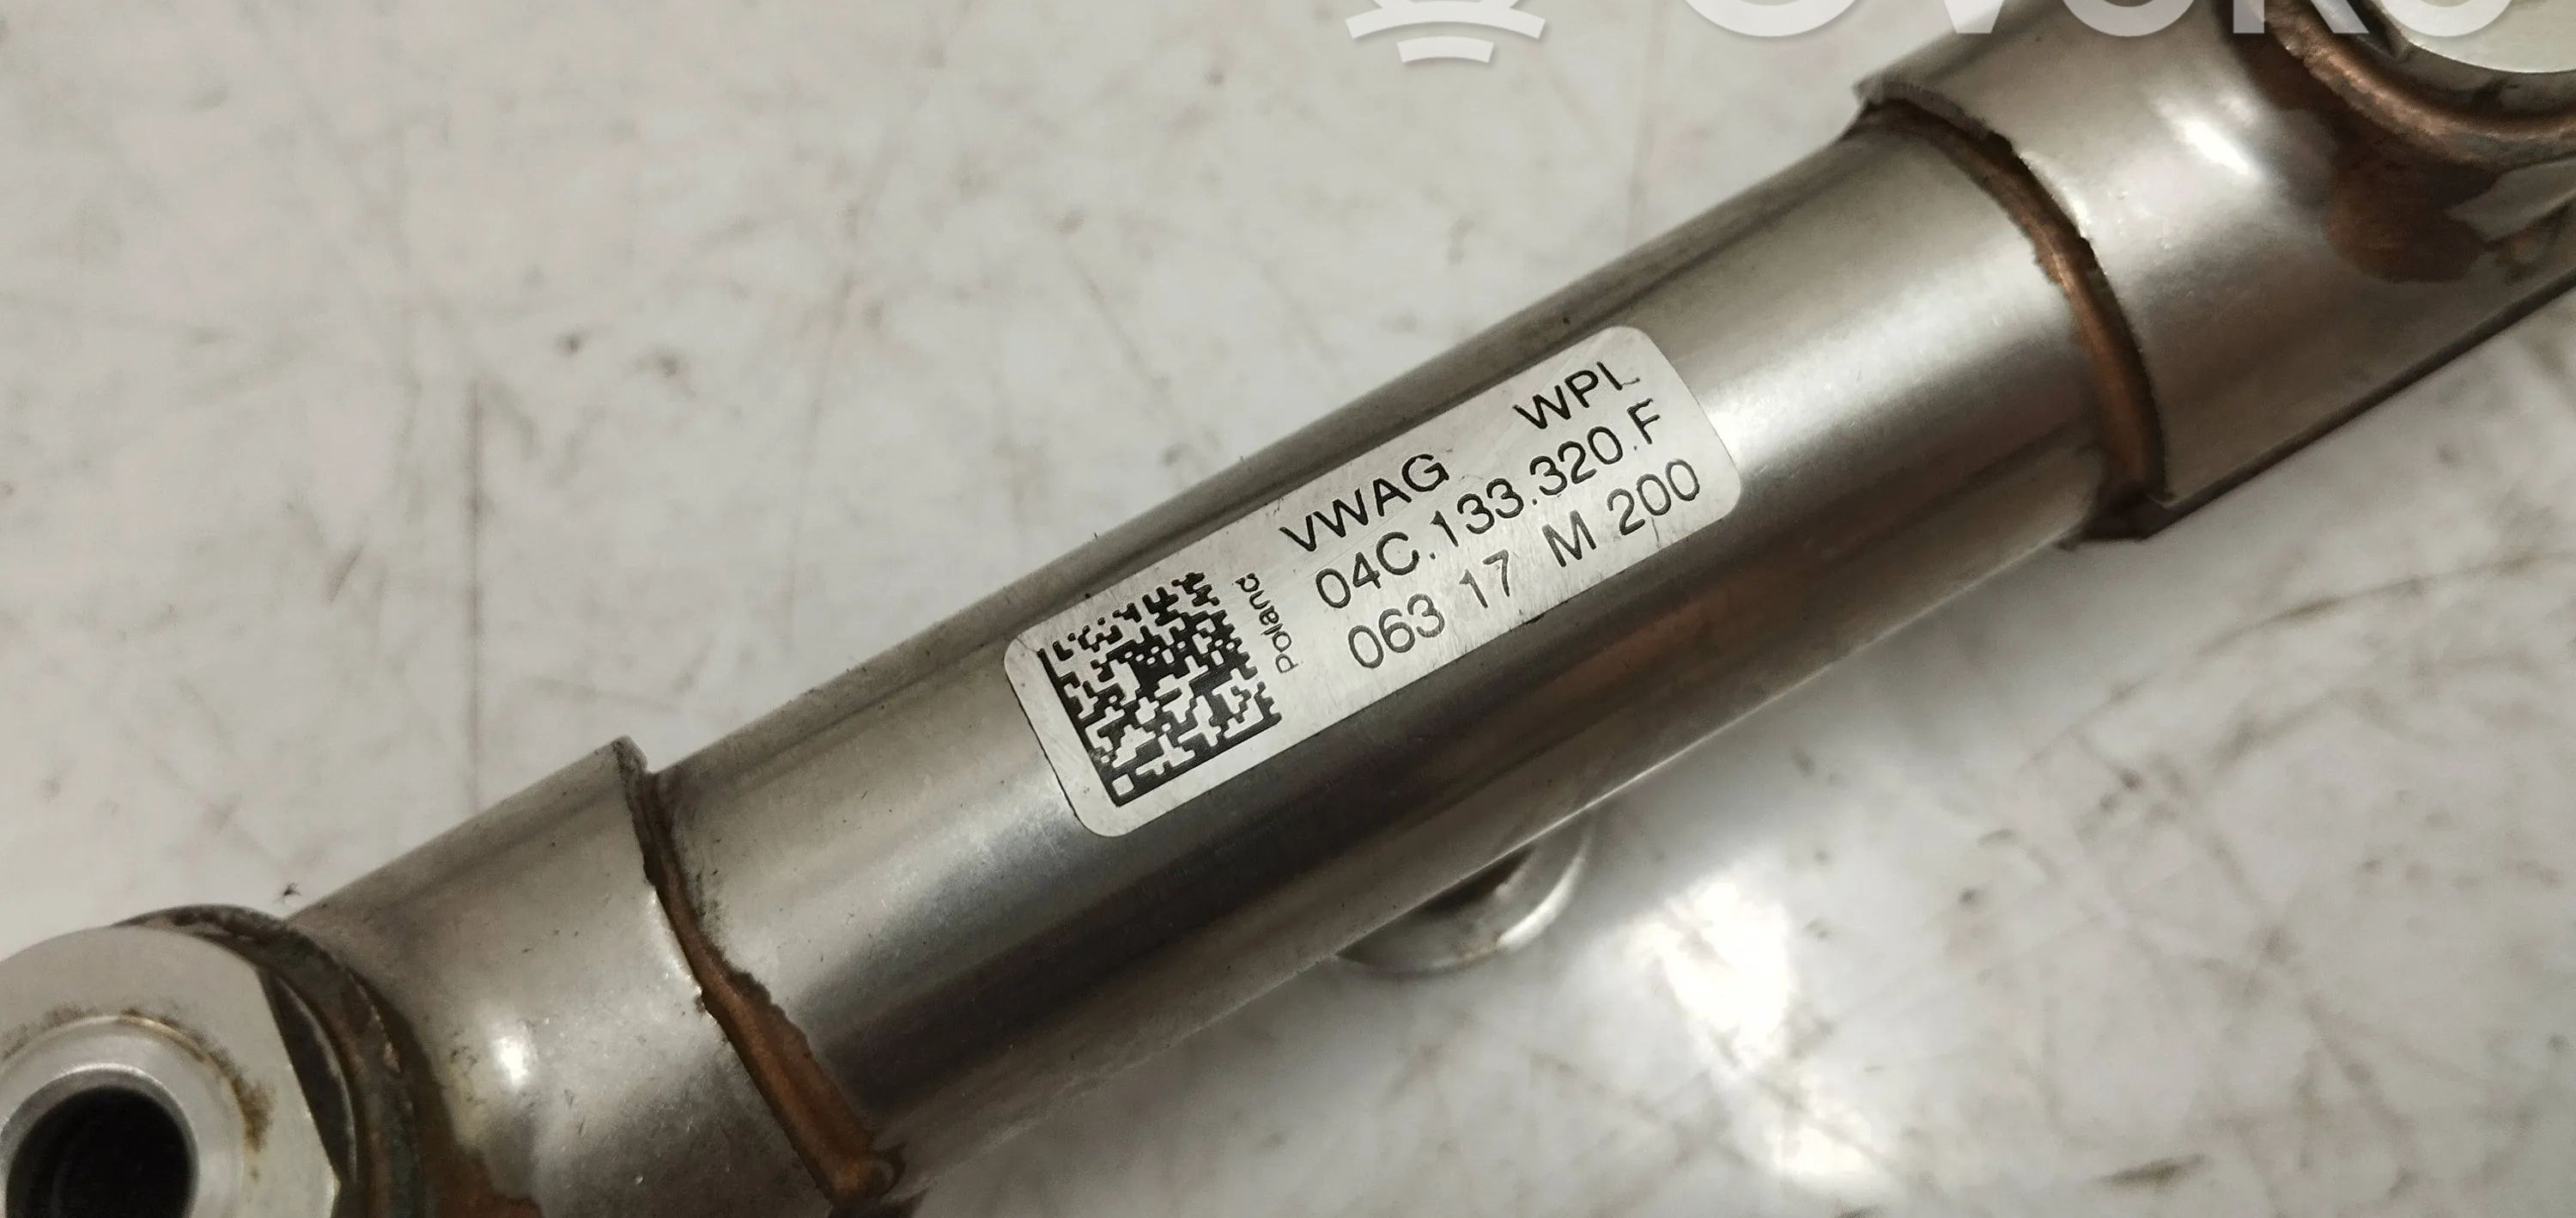 VWAG WPL
04C.133.320.F
063 17 M 200
Poland